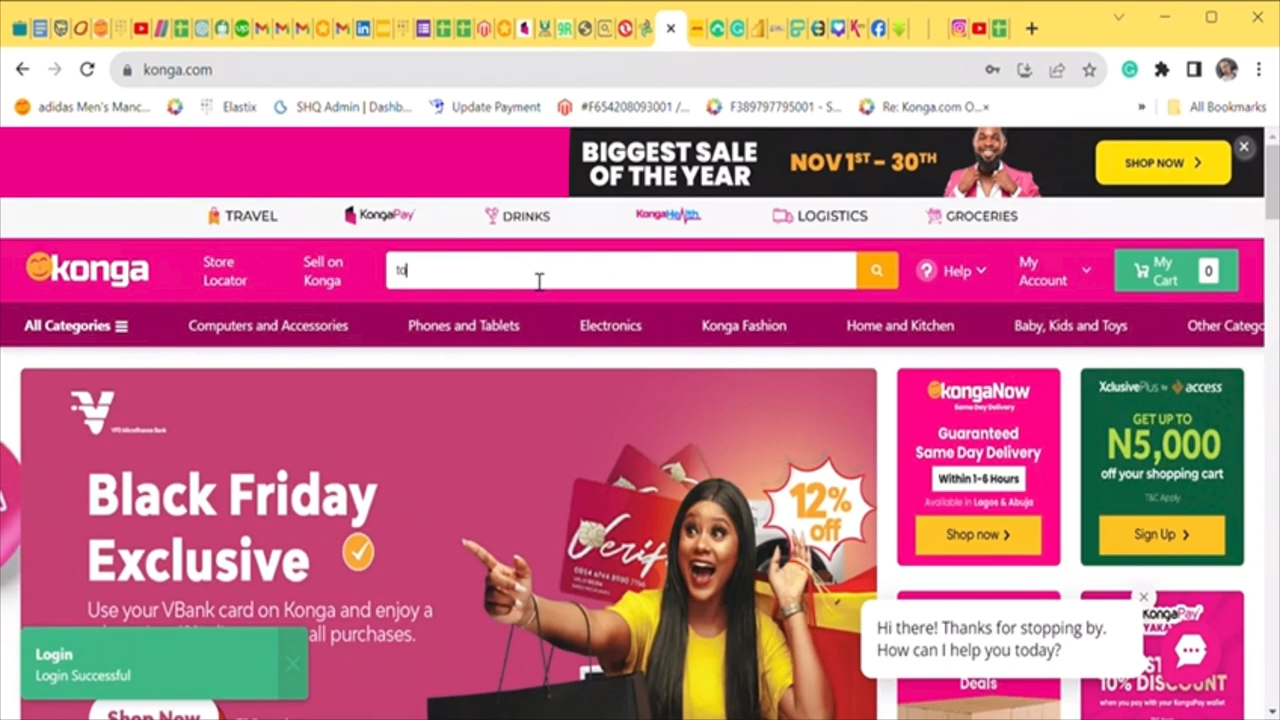 konga.com
adidas Men's Manc...
Elastix
SHQ Admin | Dashb...
Update Payment
#F654208093001 /...
F389797795001 - S...
Re: Konga.com O...
»
All Bookmarks
BIGGEST SALE
OF THE YEAR
NOV 1ST - 30TH
SHOP NOW
TRAVEL
KongaPay
DRINKS
KongaHealth
LOGISTICS
GROCERIES
konga
Store
Locator
Sell on
Konga
to
Help
My
Account
My
Cart
0
All Categories
Computers and Accessories
Phones and Tablets
Electronics
Konga Fashion
Home and Kitchen
Baby, Kids and Toys
Other Catego
V
VFD Microfinance Bank
Black Friday
Exclusive
Use your VBank card on Konga and enjoy a
all purchases.
Shop Now
12%
off
Verif
kongaNow
Same Day Delivery
Guaranteed
Same Day Delivery
Within 1-6 Hours
Available in Lagos & Abuja
Shop now
XclusivePlus by access
GET UP TO
N5,000
off your shopping cart
T&C Apply
Sign Up
Login
Login Successful
Hi there! Thanks for stopping by.
How can I help you today?
Deals
KongaPay
YAKA
10% DISCOUNT
when you pay with your KongaPay wallet